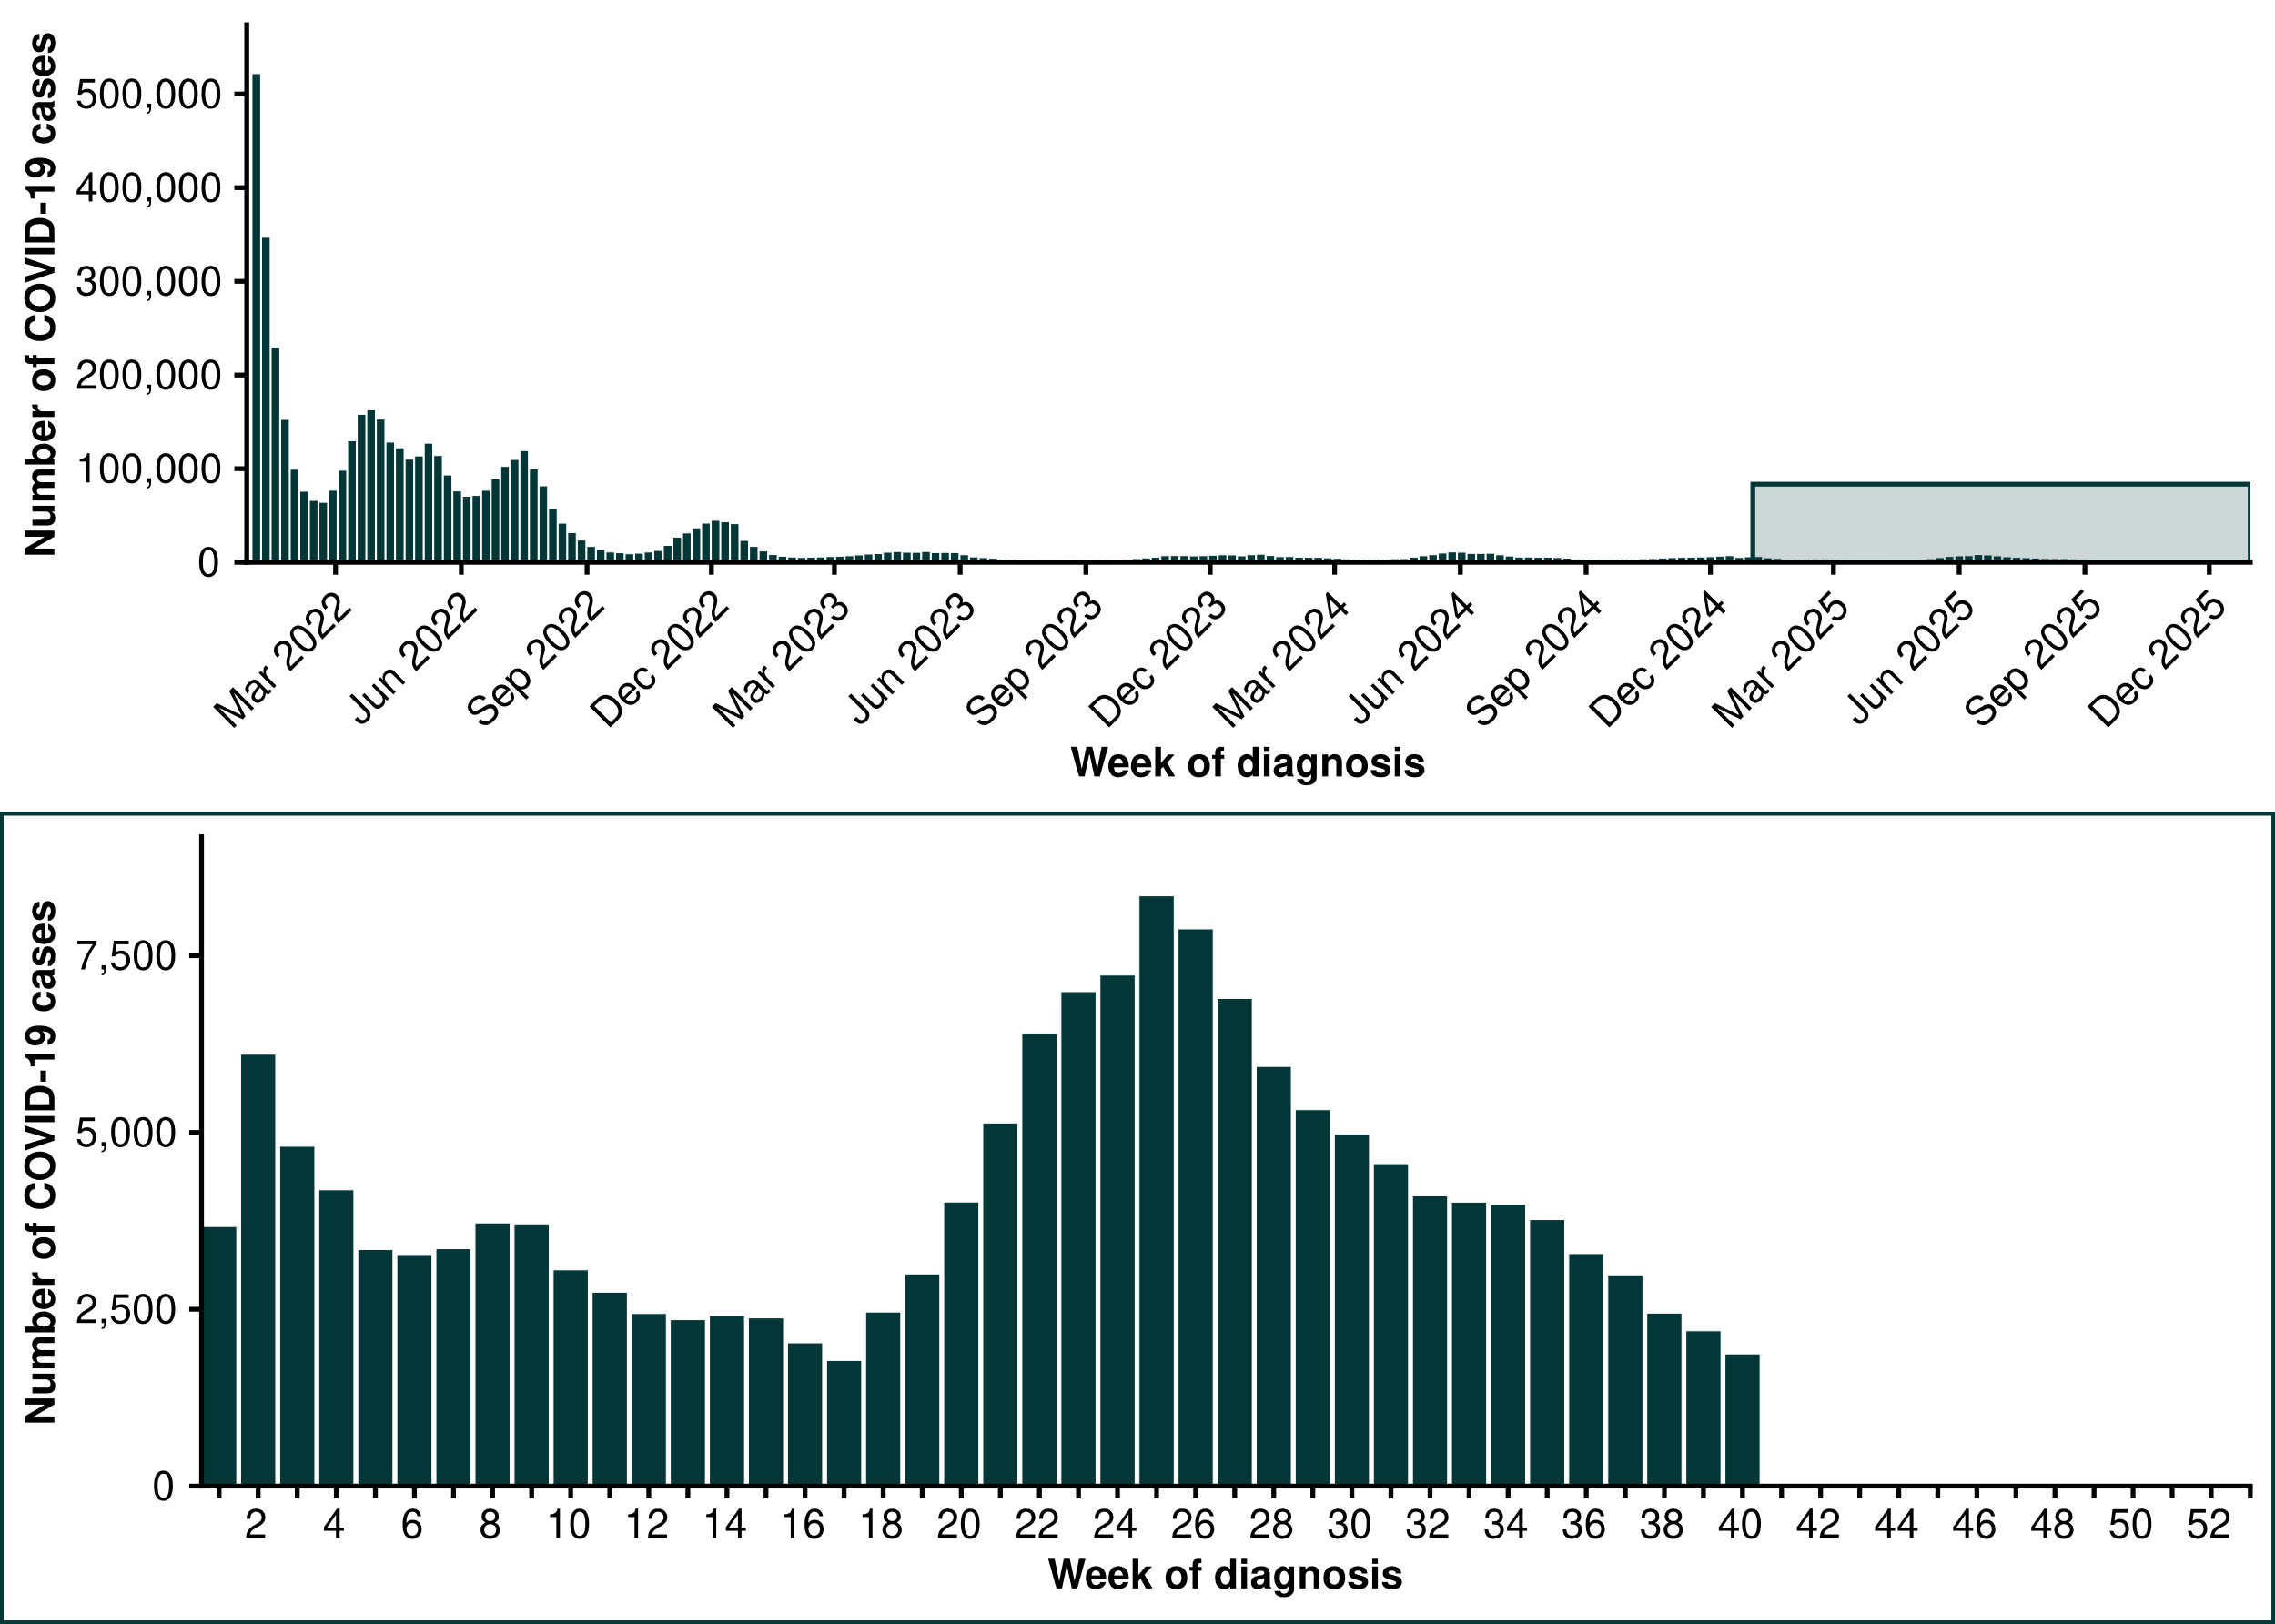 Number of COVID-19 cases
500,000
400,000
300,000
200,000
100,000
0
Mar 2022
Jun 2022
Sep 2022
Dec 2022
Mar 2023
Jun 2023
Sep 2023
Dec 2023
Mar 2024
Jun 2024
Sep 2024
Dec 2024
Mar 2025
Jun 2025
Sep 2025
Dec 2025
Week of diagnosis
Number of COVID-19 cases
7,500
5,000
2,500
0
2 4 6 8 10 12 14 16 18 20 22 24 26 28 30 32 34 36 38 40 42 44 46 48 50 52
Week of diagnosis